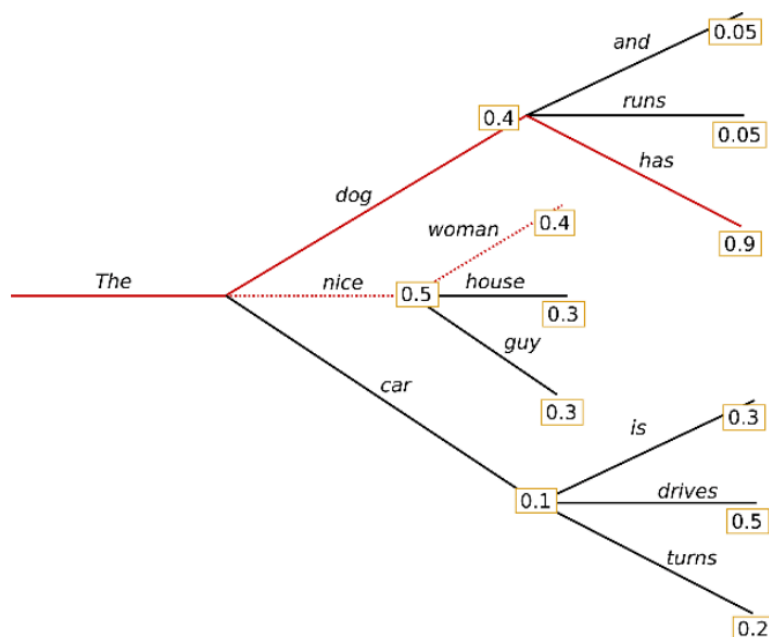 and
0.05
runs
0.4
0.05
has
dog
woman
0.4
0.9
The
nice
0.5
house
0.3
guy
car
0.3
is
0.3
drives
0.1
0.5
turns
0.2